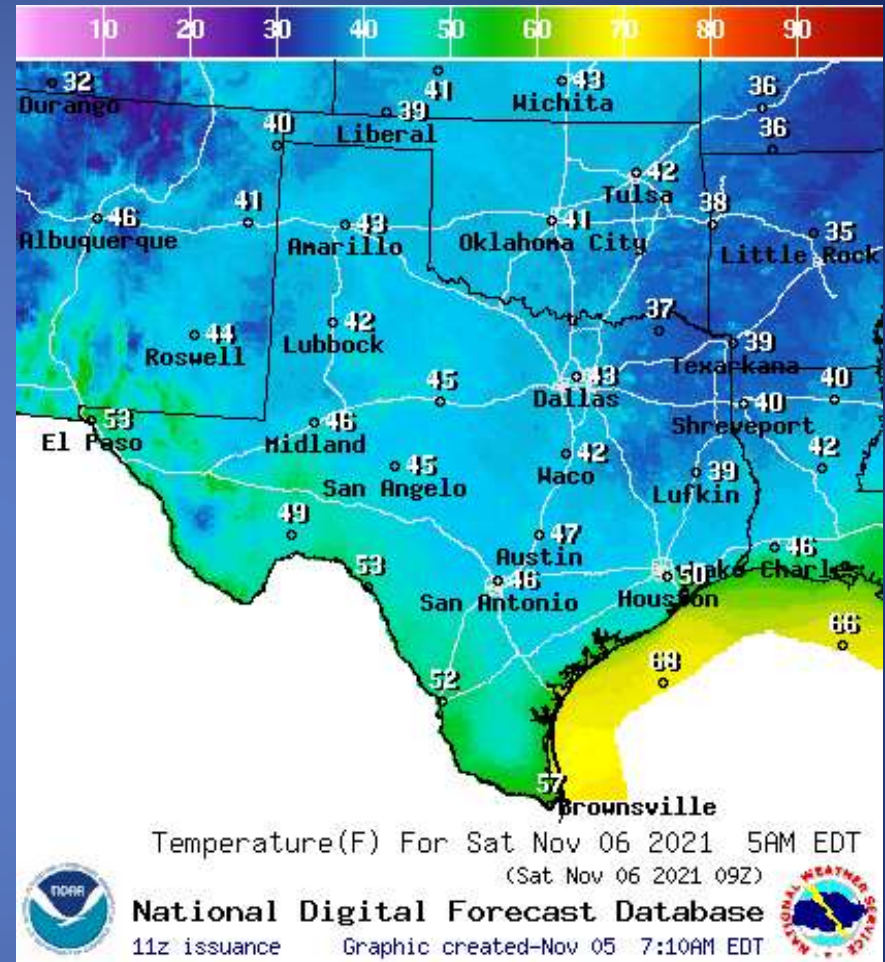 10 20 30 40 50 60 70 80 90
32 41 43 36
Durango Wichita
39
Liberal
40 36
42
Tulsa
46 41 43 41 38 35
Albuquerque Amarillo Oklahoma City Little Rock
44 42 37 39
Roswell Lubbock Texarkana
45 43 40 40
Dallas Shreveport
53 46 42 42
El Paso Midland Waco
45 39
San Angelo Lufkin
49 47 46
Austin
53 46 50 Lake Charles
San Antonio Houston
66
68
52
57
Brownsville
Temperature(F) For Sat Nov 06 2021 5AM EDT
(Sat Nov 06 2021 09Z)
NOAA
National Digital Forecast Database
11z issuance Graphic created-Nov 05 7:10AM EDT
NATIONAL WEATHER SERVICE